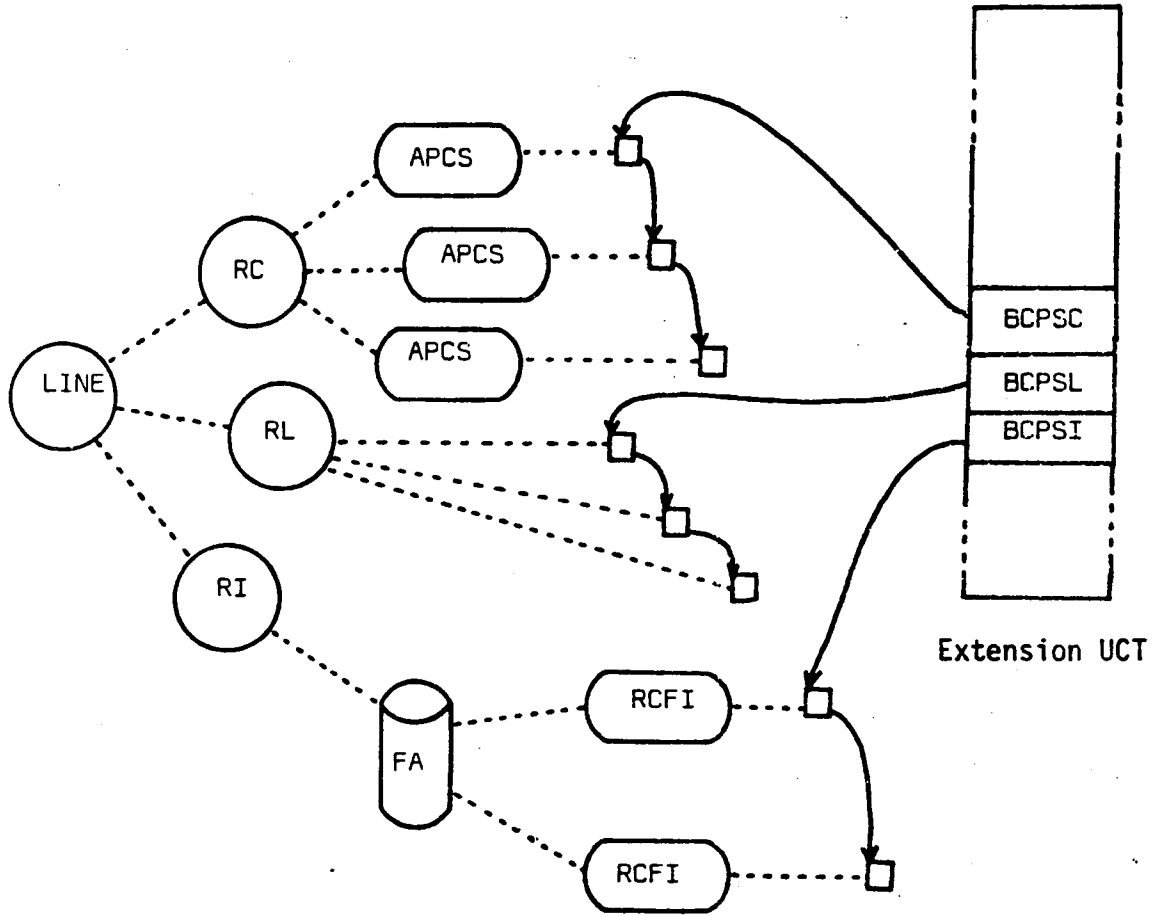 APCS
RC
APCS
BCPSC
APCS
LINE
BCPSL
RL
BCPSI
RI
Extension UCT
RCFI
FA
RCFI